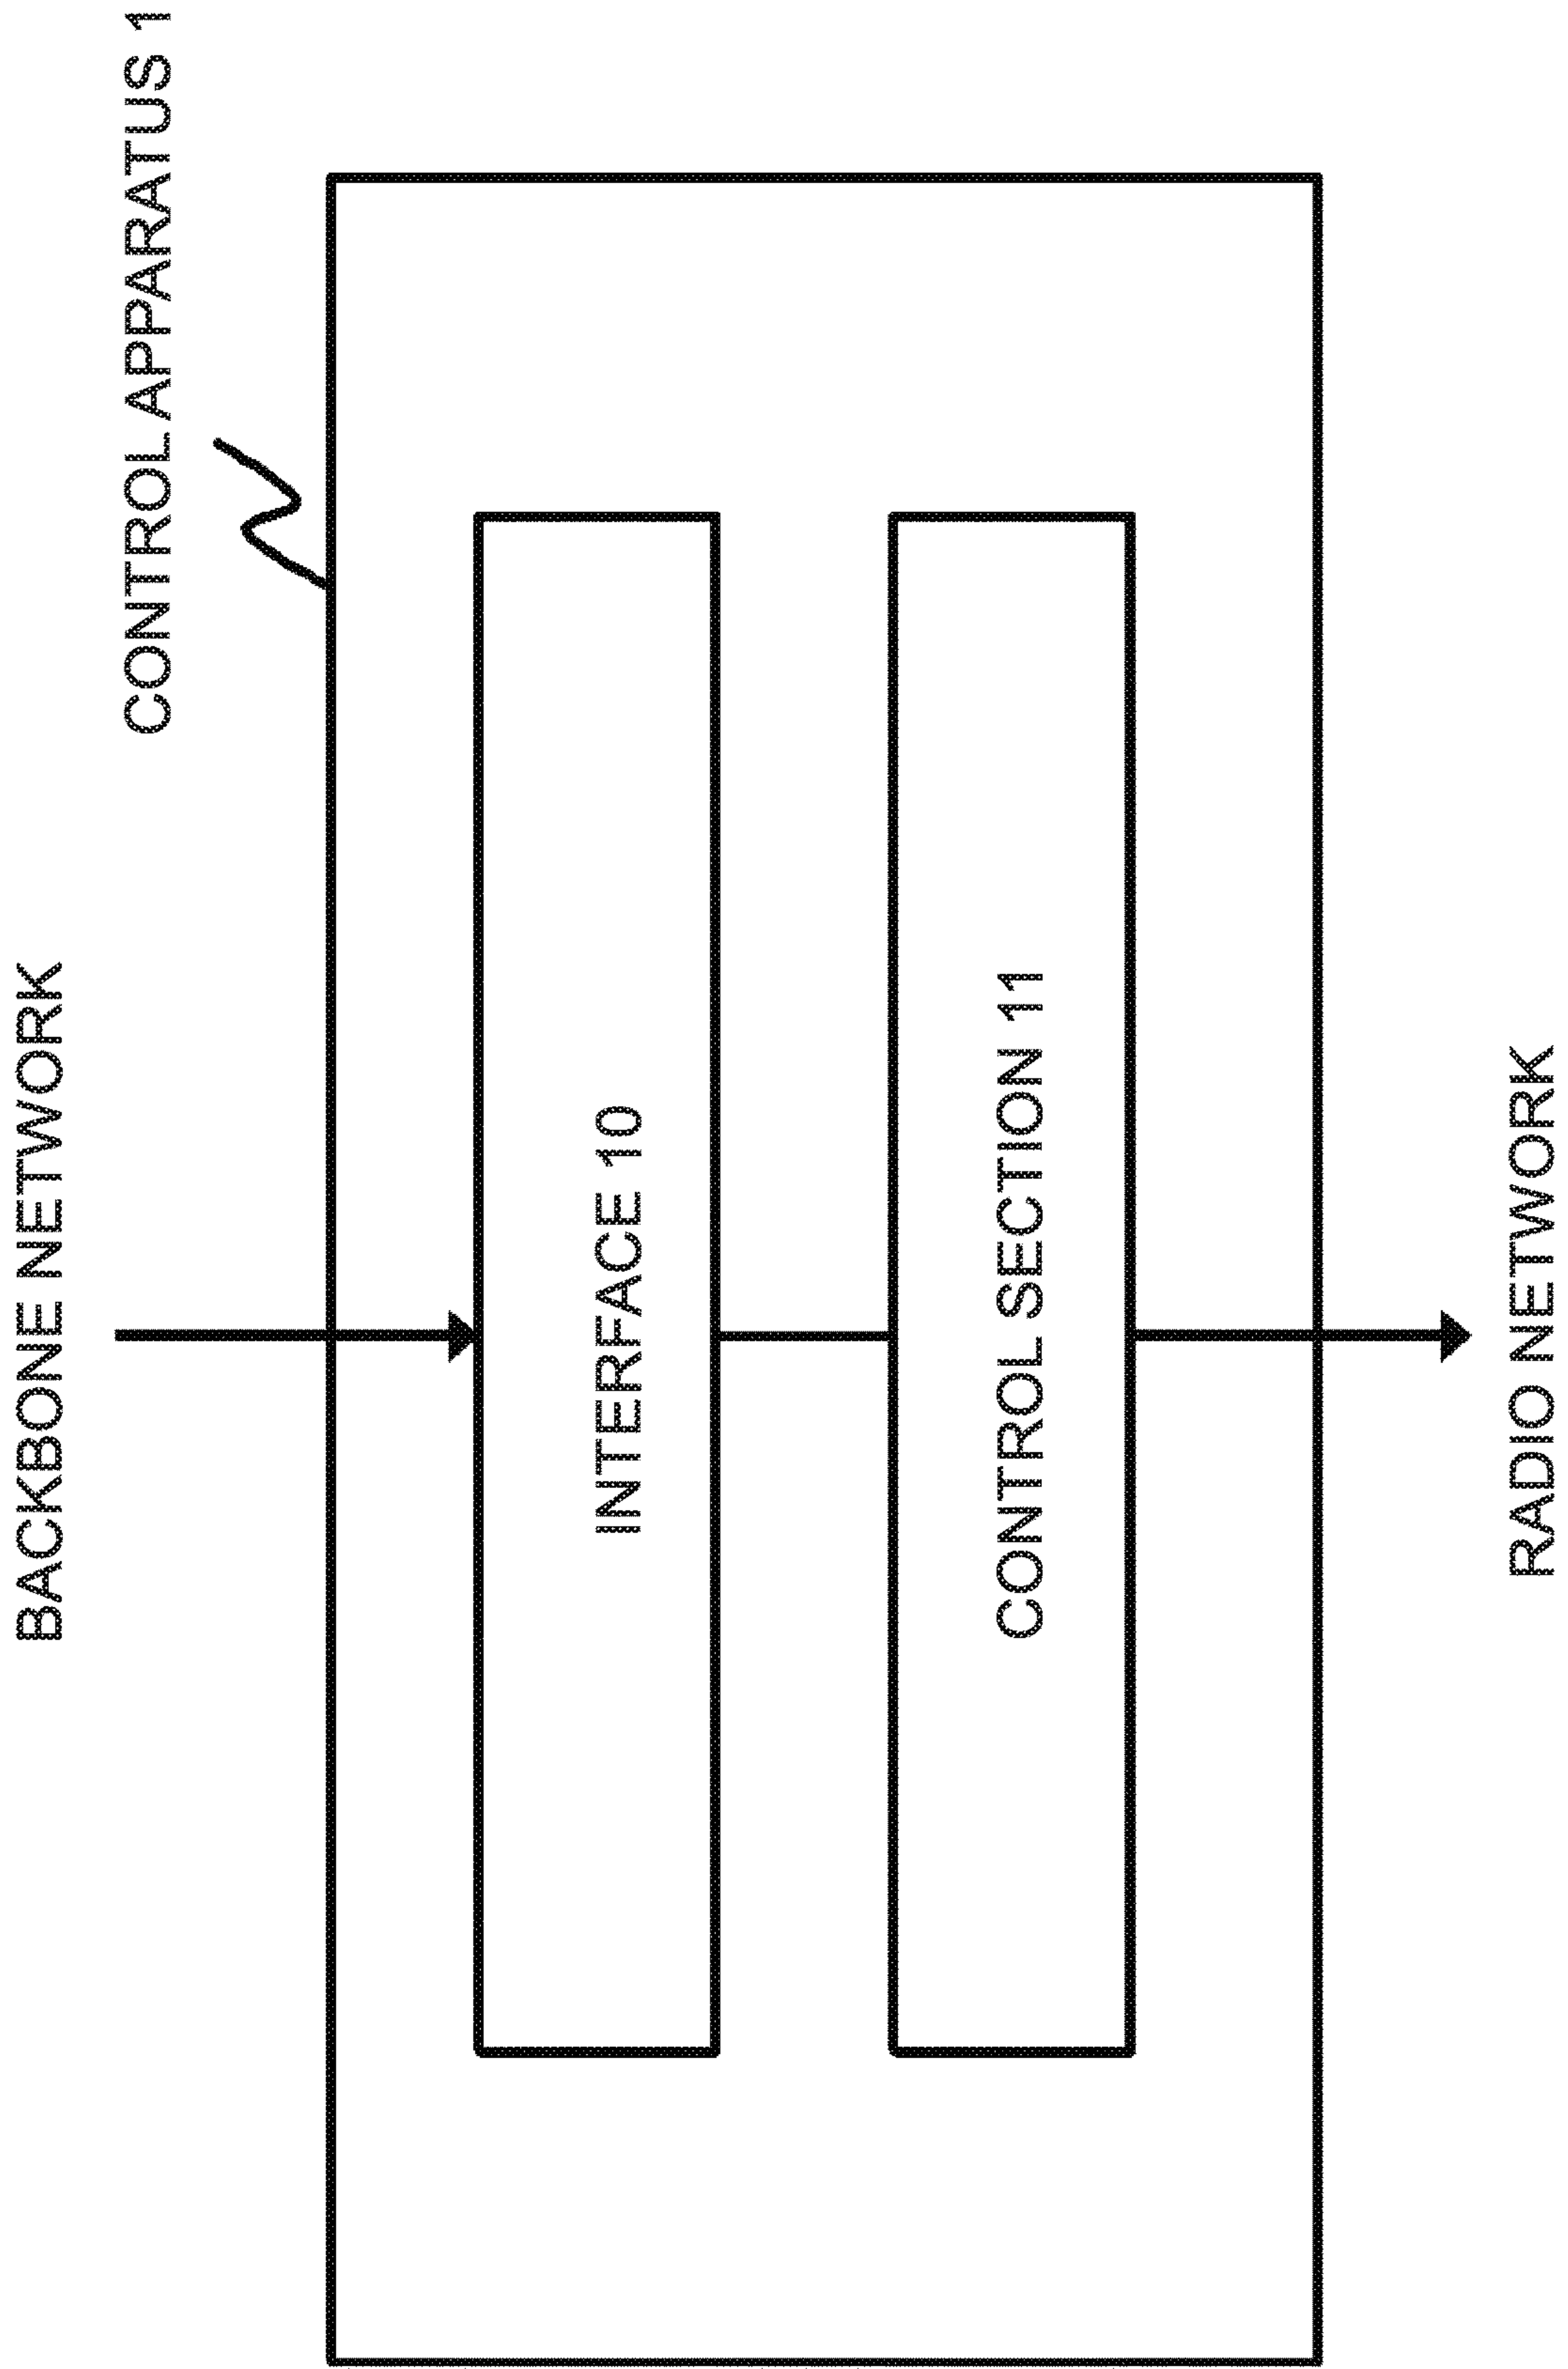 BACKBONE NETWORK
CONTROL APPARATUS 1
INTERFACE 10
CONTROL SECTION 11
RADIO NETWORK